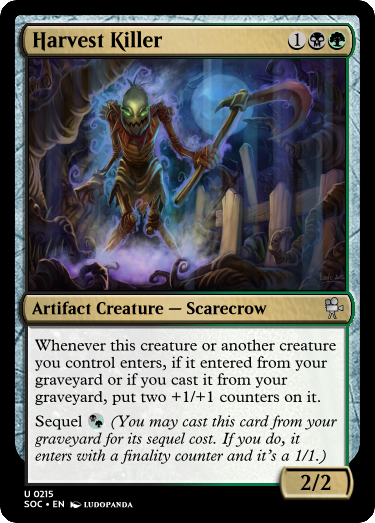 Harvest Killer 1
Artifact Creature — Scarecrow
Whenever this creature or another creature
you control enters, if it entered from your
graveyard or if you cast it from your
graveyard, put two +1/+1 counters on it.
Sequel (You may cast this card from your
graveyard for its sequel cost. If you do, it
enters with a finality counter and it's a 1/1.)
2/2
U 0215
SOC • EN LUDOPANDA